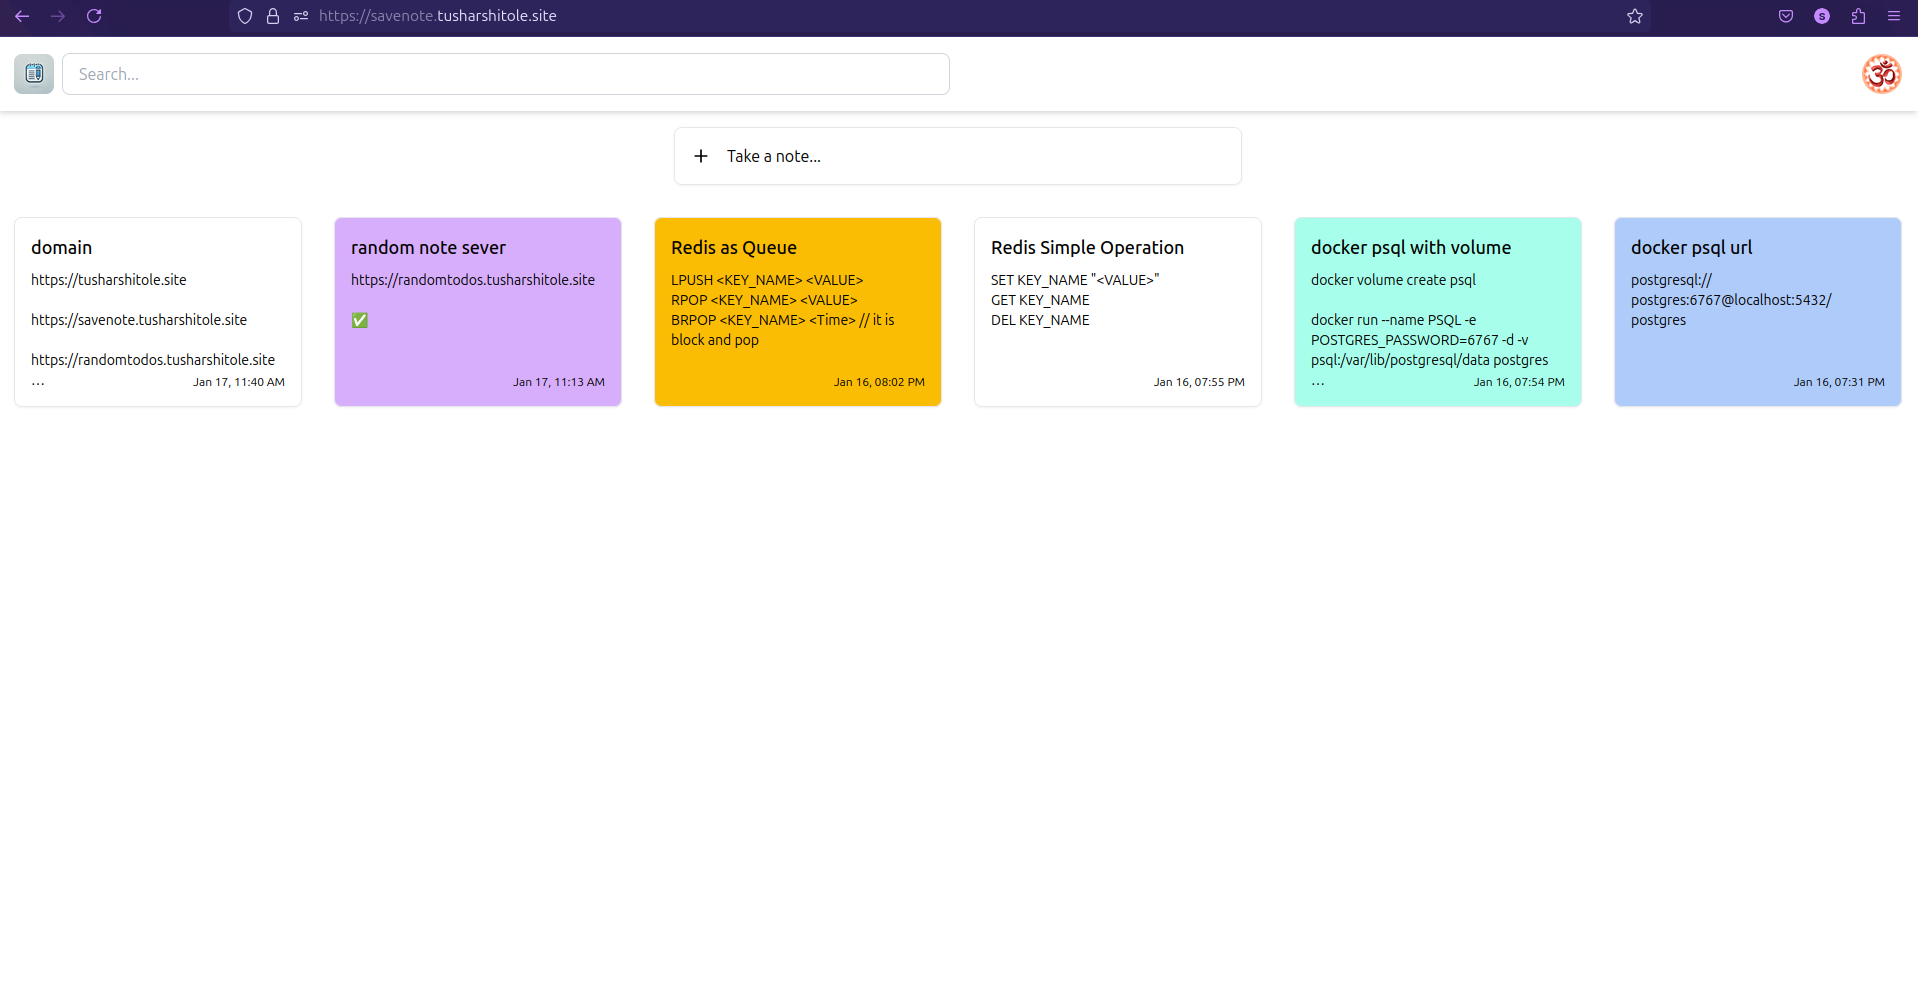 https://savenote.tusharshitole.site
S
Search...
ॐ
Take a note...
domain
https://tusharshitole.site
https://savenote.tusharshitole.site
https://randomtodos.tusharshitole.site
...
Jan 17, 11:40 AM
random note sever
https://randomtodos.tusharshitole.site
✅
Jan 17, 11:13 AM
Redis as Queue
LPUSH <KEY_NAME> <VALUE>
RPOP <KEY_NAME> <VALUE>
BRPOP <KEY_NAME> <Time> // it is
block and pop
Jan 16, 08:02 PM
Redis Simple Operation
SET KEY_NAME "<VALUE>"
GET KEY_NAME
DEL KEY_NAME
Jan 16, 07:55 PM
docker psql with volume
docker volume create psql
docker run --name PSQL -e
POSTGRES_PASSWORD=6767 -d -v
psql:/var/lib/postgresql/data postgres
...
Jan 16, 07:54 PM
docker psql url
postgresql://
postgres:6767@localhost:5432/
postgres
Jan 16, 07:31 PM